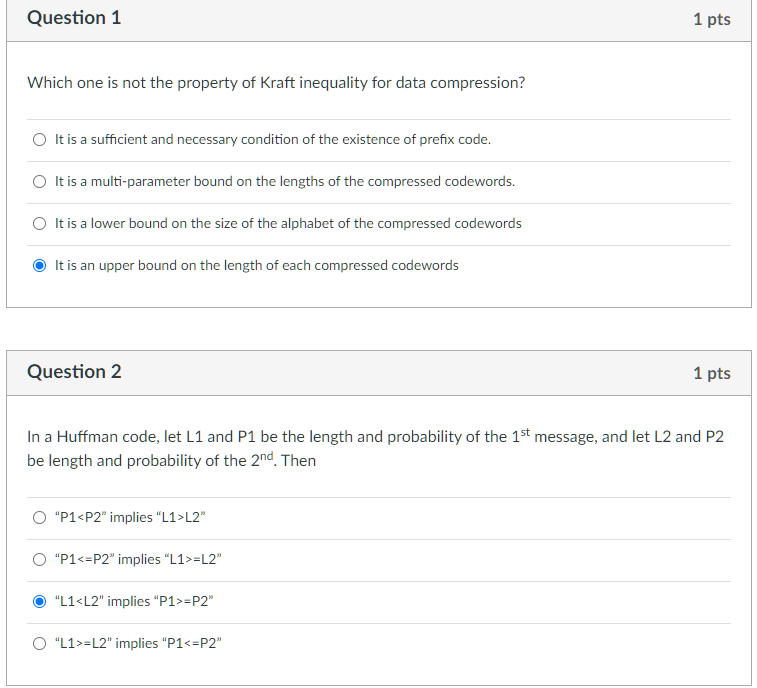 Question 1
1 pts
Which one is not the property of Kraft inequality for data compression?
It is a sufficient and necessary condition of the existence of prefix code.
It is a multi-parameter bound on the lengths of the compressed codewords.
It is a lower bound on the size of the alphabet of the compressed codewords
It is an upper bound on the length of each compressed codewords
Question 2
1 pts
In a Huffman code, let L1 and P1 be the length and probability of the 1st message, and let L2 and P2
be length and probability of the 2nd. Then
“P1<P2” implies “L1>L2”
“P1<=P2” implies “L1>=L2”
“L1<L2” implies “P1>=P2”
“L1>=L2” implies “P1<=P2”